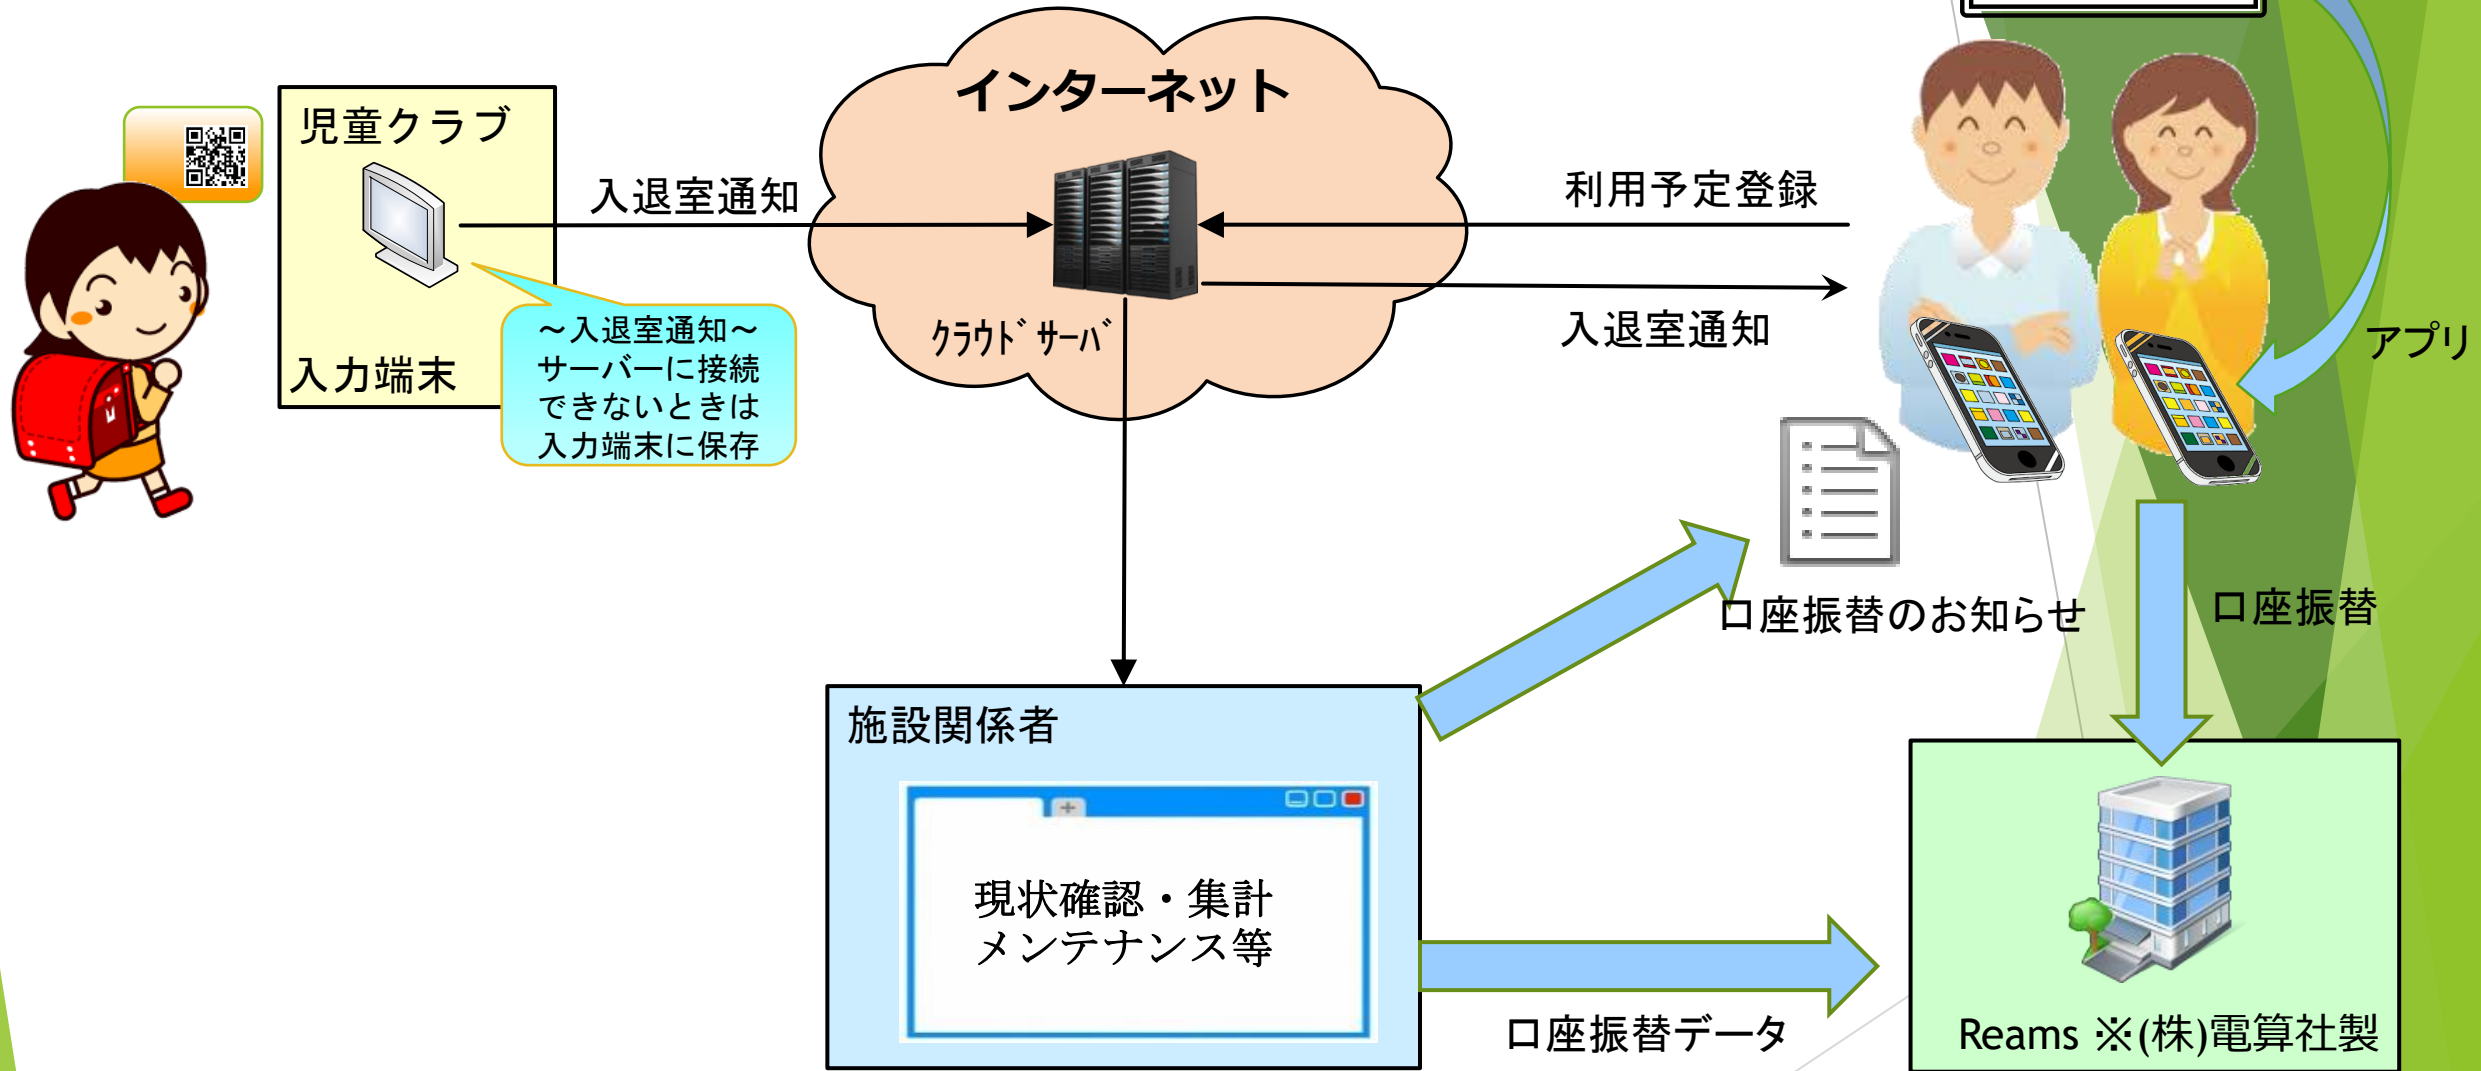 インターネット
児童クラブ
入退室通知
利用予定登録
入退室通知
クラウドサーバ
アプリ
入力端末
~入退室通知~
サーバーに接続
できないときは
入力端末に保存
口座振替のお知らせ
口座振替
施設関係者
現状確認・集計
メンテナンス等
口座振替データ
Reams ※(株)電算社製